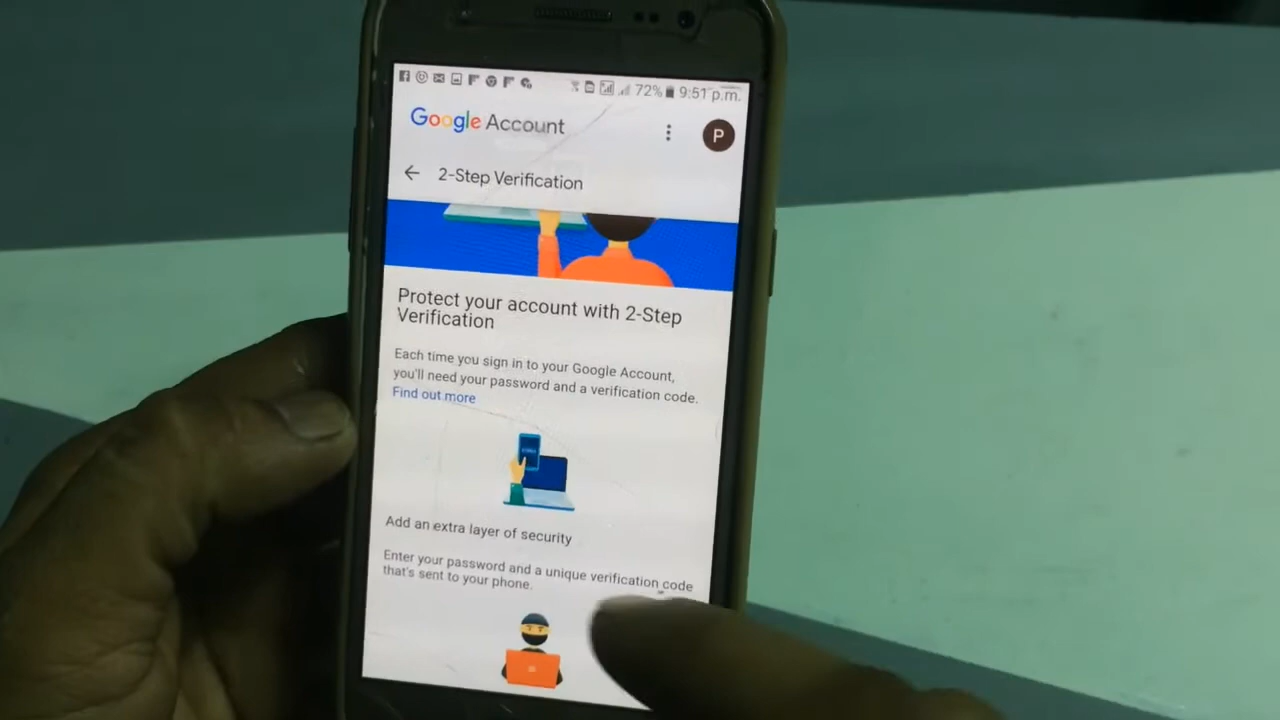 72% 9:51 p.m.
Google Account
P
2-Step Verification
Protect your account with 2-Step
Verification
Each time you sign in to your Google Account,
you'll need your password and a verification code.
Find out more
Add an extra layer of security
Enter your password and a unique verification code
that's sent to your phone.